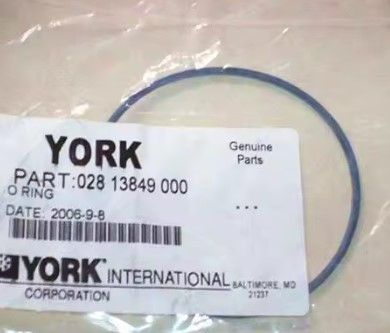 YORK
Genuine
Parts
PART:028 13849 000
O RING
...
DATE: 2006-9-8
YORK INTERNATIONAL
CORPORATION
BALTIMORE, MD
21237